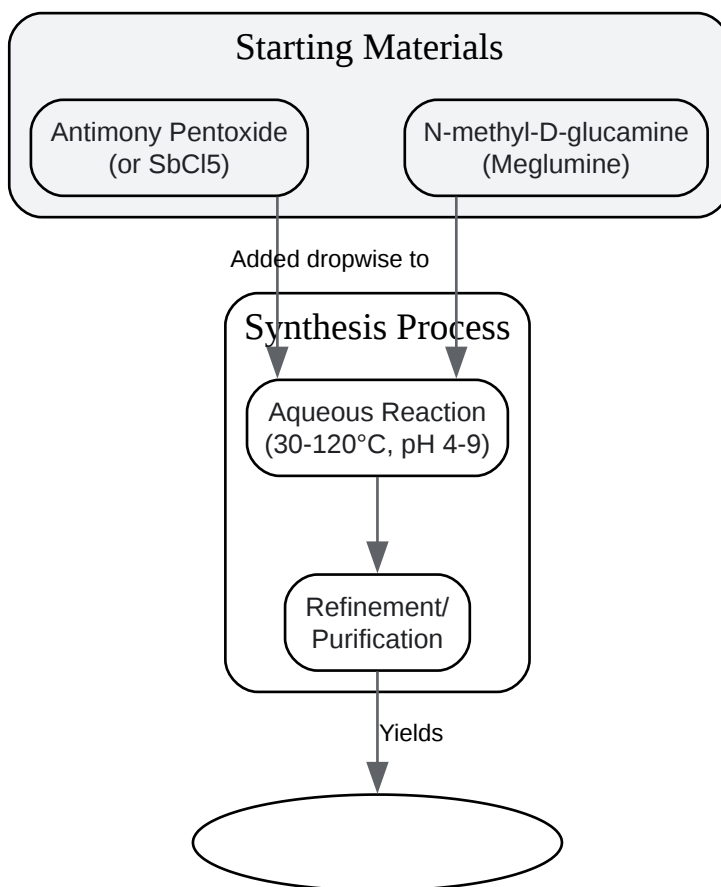 Starting Materials
Antimony Pentoxide
(or SbCl5)
N-methyl-D-glucamine
(Meglumine)
Added dropwise to
Synthesis Process
Aqueous Reaction
(30-120°C, pH 4-9)
Refinement/
Purification
Yields